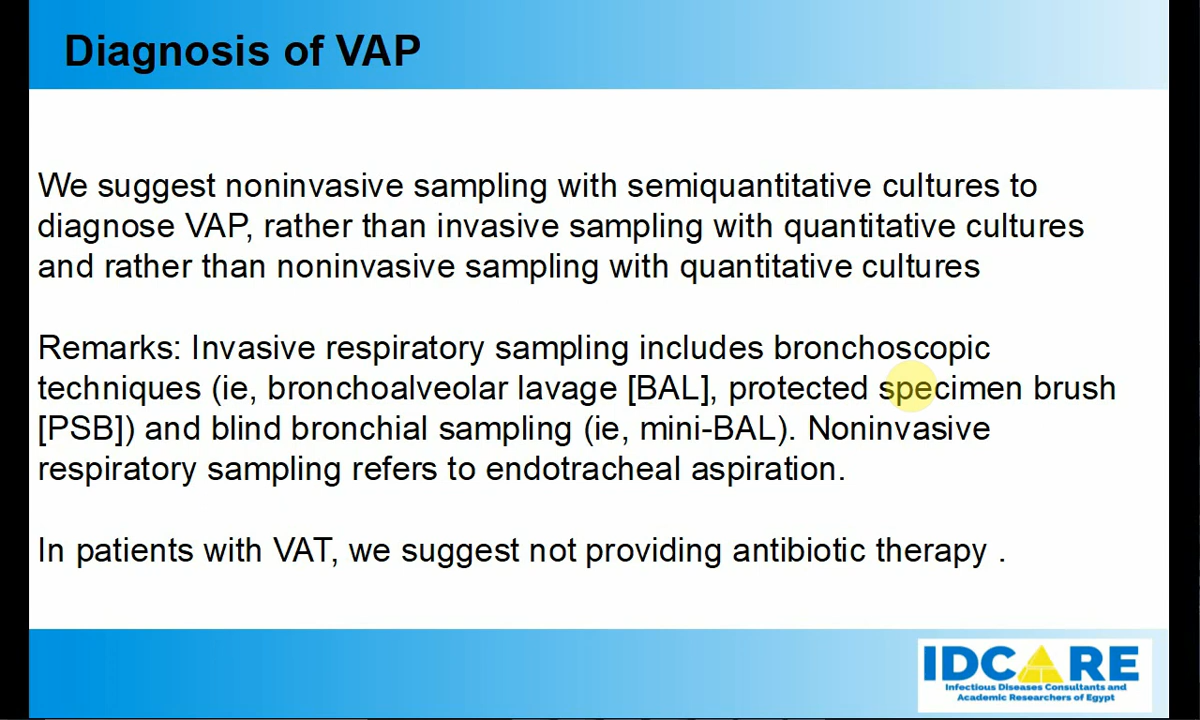 Diagnosis of VAP
We suggest noninvasive sampling with semiquantitative cultures to
diagnose VAP, rather than invasive sampling with quantitative cultures
and rather than noninvasive sampling with quantitative cultures
Remarks: Invasive respiratory sampling includes bronchoscopic
techniques (ie, bronchoalveolar lavage [BAL], protected specimen brush
[PSB]) and blind bronchial sampling (ie, mini-BAL). Noninvasive
respiratory sampling refers to endotracheal aspiration.
In patients with VAT, we suggest not providing antibiotic therapy .
IDCARE
Infectious Diseases Consultants and
Academic Researchers of Egypt